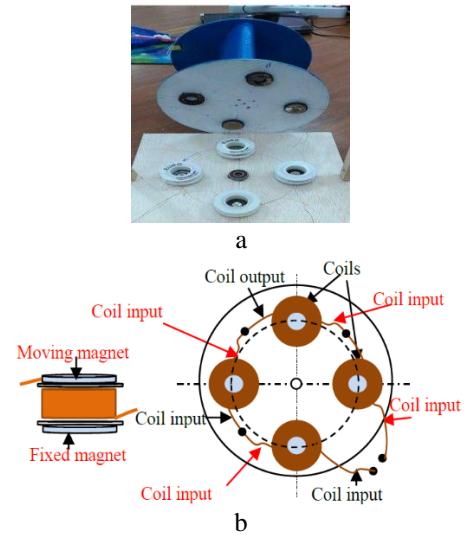 a
Coil output
Coils
Coil input
Coil input
Moving magnet
Coil input
Coil input
Fixed magnet
Coil input
Coil input
b